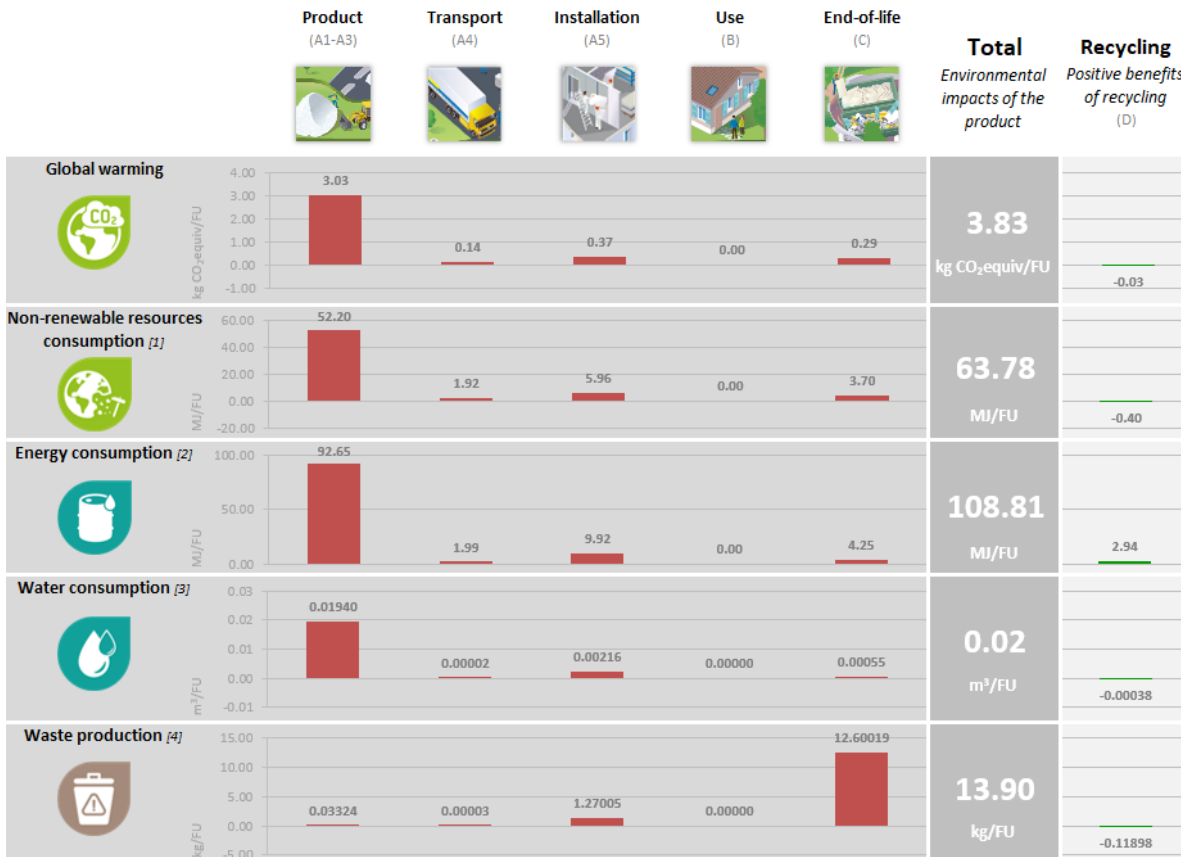 Product
(A1-A3)
Transport
(A4)
Installation
(A5)
Use
(B)
End-of-life
(C)
Total
Environmental
impacts of the
product
Recycling
Positive benefits
of recycling
(D)
Global warming
CO₂
kg CO₂equiv/FU
4.00
3.00
2.00
1.00
0.00
-1.00
3.03
0.14
0.37
0.00
0.29
3.83
kg CO₂equiv/FU
-0.03
Non-renewable resources
consumption [1]
MJ/FU
60.00
40.00
20.00
0.00
-20.00
52.20
1.92
5.96
0.00
3.70
63.78
MJ/FU
-0.40
Energy consumption [2]
MJ/FU
100.00
50.00
0.00
92.65
1.99
9.92
0.00
4.25
108.81
MJ/FU
2.94
Water consumption [3]
m³/FU
0.03
0.02
0.01
0.00
-0.01
0.01940
0.00002
0.00216
0.00000
0.00055
0.02
m³/FU
-0.00038
Waste production [4]
kg/FU
15.00
10.00
5.00
0.00
-5.00
0.03324
0.00003
1.27005
0.00000
12.60019
13.90
kg/FU
-0.11898